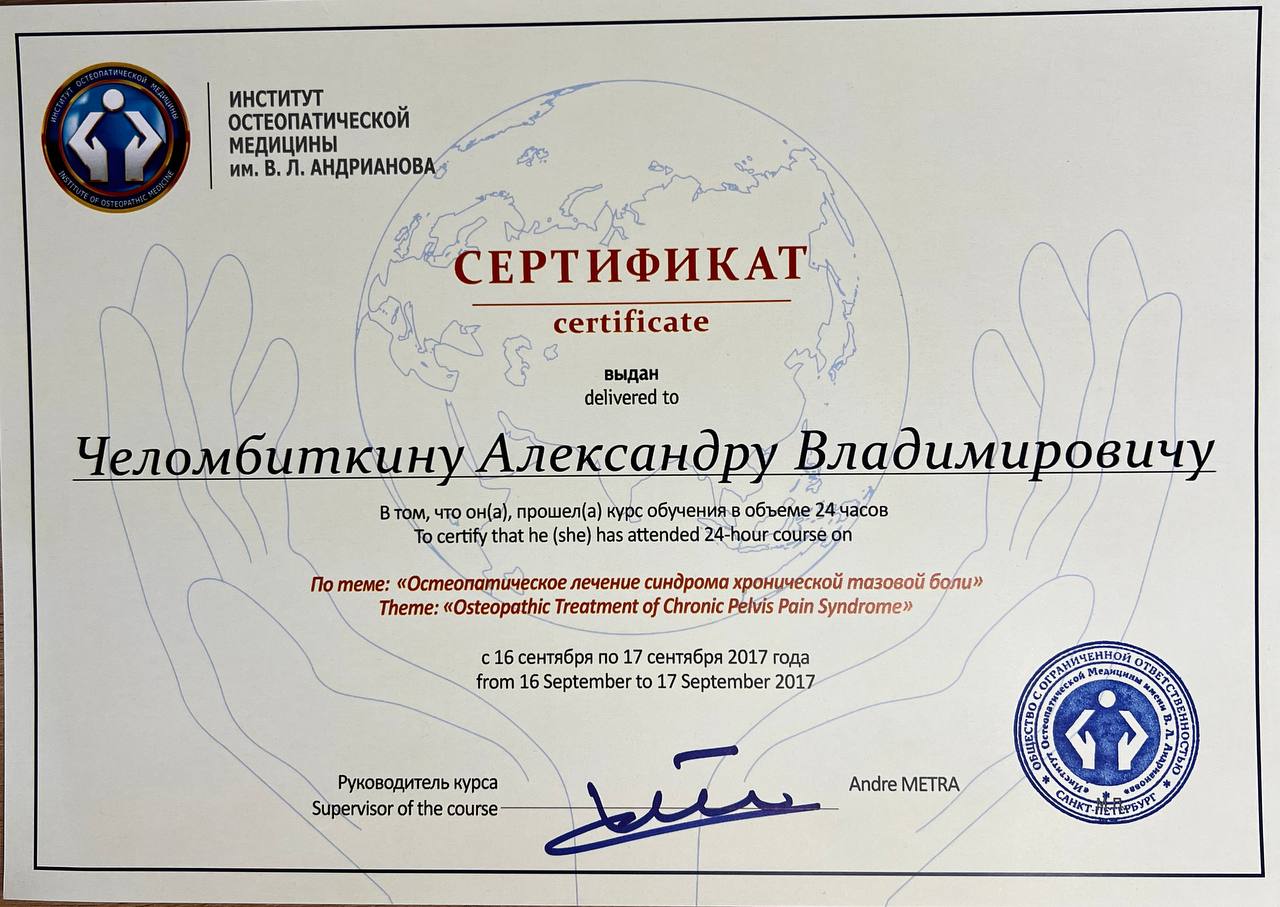 ИНСТИТУТ ОСТЕОПАТИЧЕСКОЙ МЕДИЦИНЫ
INSTITUTE OF OSTEOPATHIC MEDICINE
ИНСТИТУТ
ОСТЕОПАТИЧЕСКОЙ
МЕДИЦИНЫ
им. В. Л. АНДРИАНОВА
СЕРТИФИКАТ
certificate
выдан
delivered to
Челомбиткину Александру Владимировичу
В том, что он(а), прошел(а) курс обучения в объеме 24 часов
To certify that he (she) has attended 24-hour course on
По теме: «Остеопатическое лечение синдрома хронической тазовой боли»
Theme: «Osteopathic Treatment of Chronic Pelvis Pain Syndrome»
с 16 сентября по 17 сентября 2017 года
from 16 September to 17 September 2017
Руководитель курса
Supervisor of the course
Andre METRA
ОБЩЕСТВО С ОГРАНИЧЕННОЙ ОТВЕТСТВЕННОСТЬЮ
«Институт Остеопатической Медицины имени В. Л. Андрианова»
М.П.
САНКТ-ПЕТЕРБУРГ